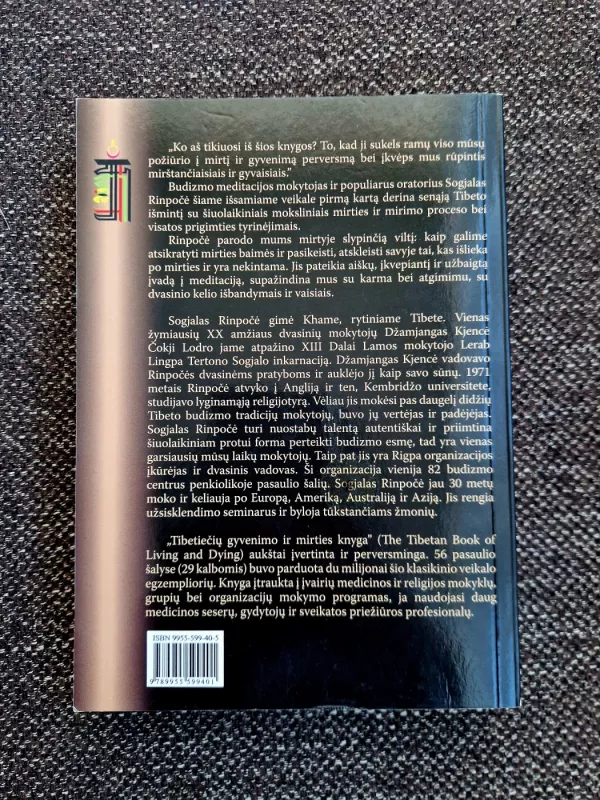 „Ko aš tikiuosi iš šios knygos? To, kad ji sukels ramų viso mūsų
požiūrio į mirtį ir gyvenimą perversmą bei įkvėps mus rūpintis
mirštančiaisiais ir gyvaisiais.”
Budizmo meditacijos mokytojas ir populiarus oratorius Sogjalas
Rinpočė šiame išsamiame veikale pirmą kartą derina senąją Tibeto
išmintį su šiuolaikiniais moksliniais mirties ir mirimo proceso bei
visatos prigimties tyrinėjimais.
Rinpočė parodo mums mirtyje slypinčią viltį: kaip galime
atsikratyti mirties baimės ir pasikeisti, atskleisti savyje tai, kas išlieka
po mirties ir yra nekintama. Jis pateikia aiškų, įkvepiantį ir užbaigtą
įvadą į meditaciją, supažindina mus su karma bei atgimimu, su
dvasinio kelio išbandymais ir vaisiais.
Sogjalas Rinpočė gimė Khame, rytiniame Tibete. Vienas
žymiausių XX amžiaus dvasinių mokytojų Džamjangas Kjencė
Čokji Lodro jame atpažino XIII Dalai Lamos mokytojo Lerab
Lingpa Tertono Sogjalo inkarnaciją. Džamjangas Kjencė vadovavo
Rinpočės dvasinėms pratyboms ir auklėjo jį kaip savo sūnų. 1971
metais Rinpočė atvyko į Angliją ir ten, Kembridžo universitete,
studijavo lyginamąją religijotyrą. Vėliau jis mokėsi pas daugelį didžių
Tibeto budizmo tradicijų mokytojų, buvo jų vertėjas ir padėjėjas.
Sogjalas Rinpočė turi nuostabų talentą autentiškai ir priimtina
šiuolaikiniam protui forma perteikti budizmo esmę, tad yra vienas
garsiausių mūsų laikų mokytojų. Taip pat jis yra Rigpa organizacijos
įkūrėjas ir dvasinis vadovas. Ši organizacija vienija 82 budizmo
centrus penkiolikoje pasaulio šalių. Sogjalas Rinpočė jau 30 metų
moko ir keliauja po Europą, Ameriką, Australiją ir Aziją. Jis rengia
užsisklendimo seminarus ir byloja tūkstančiams žmonių.
„Tibetiečių gyvenimo ir mirties knyga” (The Tibetan Book of
Living and Dying) aukštai įvertinta ir perversminga. 56 pasaulio
šalyse (29 kalbomis) buvo parduota du milijonai šio klasikinio veikalo
egzempliorių. Knyga įtraukta į įvairių medicinos ir religijos mokyklų,
grupių bei organizacijų mokymo programas, ja naudojasi daug
medicinos seserų, gydytojų ir sveikatos priežiūros profesionalų.
ISBN 9955-599-40-5
9 789955 599401